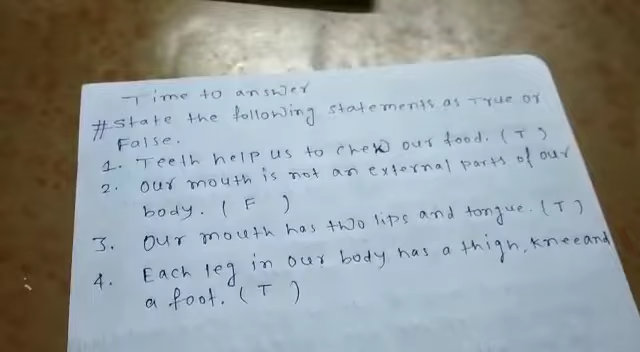 Time to answer
#State the following statements as True or
False.
1. Teeth help us to chew our food. (T)
2. Our mouth is not an external parts of our
body. ( F )
3. Our mouth has two lips and tongue. (T)
4. Each leg in our body has a thigh, knee and
a foot. ( T )